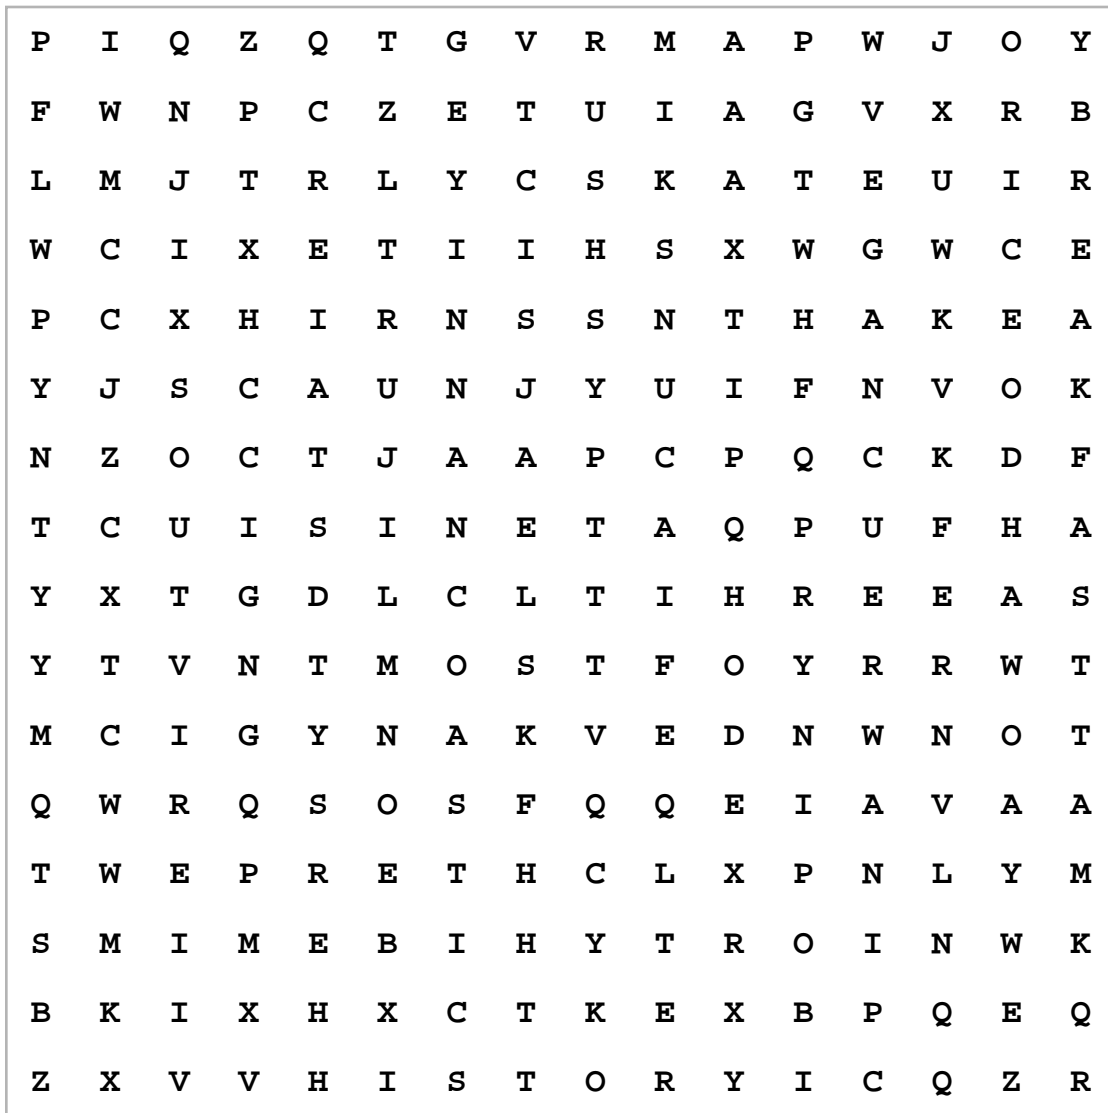 P I Q Z Q T G V R M A P W J O Y
F W N P C Z E T U I A G V X R B
L M J T R L Y C S K A T E U I R
W C I X E T I I H S X W G W C E
P C X H I R N S S N T H A K E A
Y J S C A U N J Y U I F N V O K
N Z O C T J A A P C P Q C K D F
T C U I S I N E T A Q P U F H A
Y X T G D L C L T I H R E E A S
Y T V N T M O S T F O Y R R W T
M C I G Y N A K V E D N W N O T
Q W R Q S O S F Q Q E I A V A A
T W E P R E T H C L X P N L Y M
S M I M E B I H Y T R O I N W K
B K I X H X C T K E X B P Q E Q
Z X V V H I S T O R Y I C Q Z R